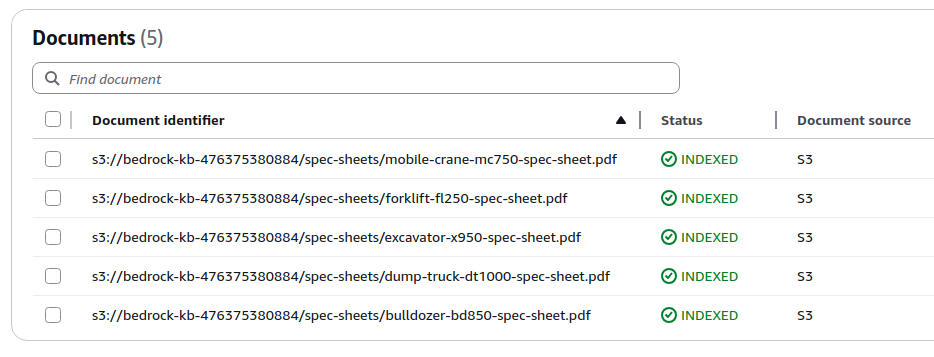 Documents (5)
Find document
Document identifier Status Document source
s3://bedrock-kb-476375380884/spec-sheets/mobile-crane-mc750-spec-sheet.pdf INDEXED S3
s3://bedrock-kb-476375380884/spec-sheets/forklift-fl250-spec-sheet.pdf INDEXED S3
s3://bedrock-kb-476375380884/spec-sheets/excavator-x950-spec-sheet.pdf INDEXED S3
s3://bedrock-kb-476375380884/spec-sheets/dump-truck-dt1000-spec-sheet.pdf INDEXED S3
s3://bedrock-kb-476375380884/spec-sheets/bulldozer-bd850-spec-sheet.pdf INDEXED S3